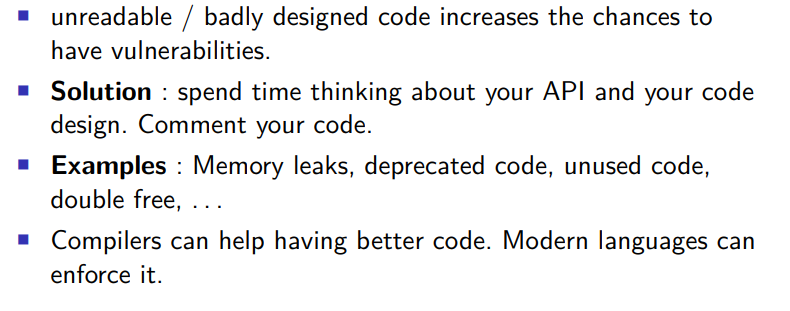 unreadable / badly designed code increases the chances to
have vulnerabilities.
Solution : spend time thinking about your API and your code
design. Comment your code.
Examples : Memory leaks, deprecated code, unused code,
double free, ...
Compilers can help having better code. Modern languages can
enforce it.